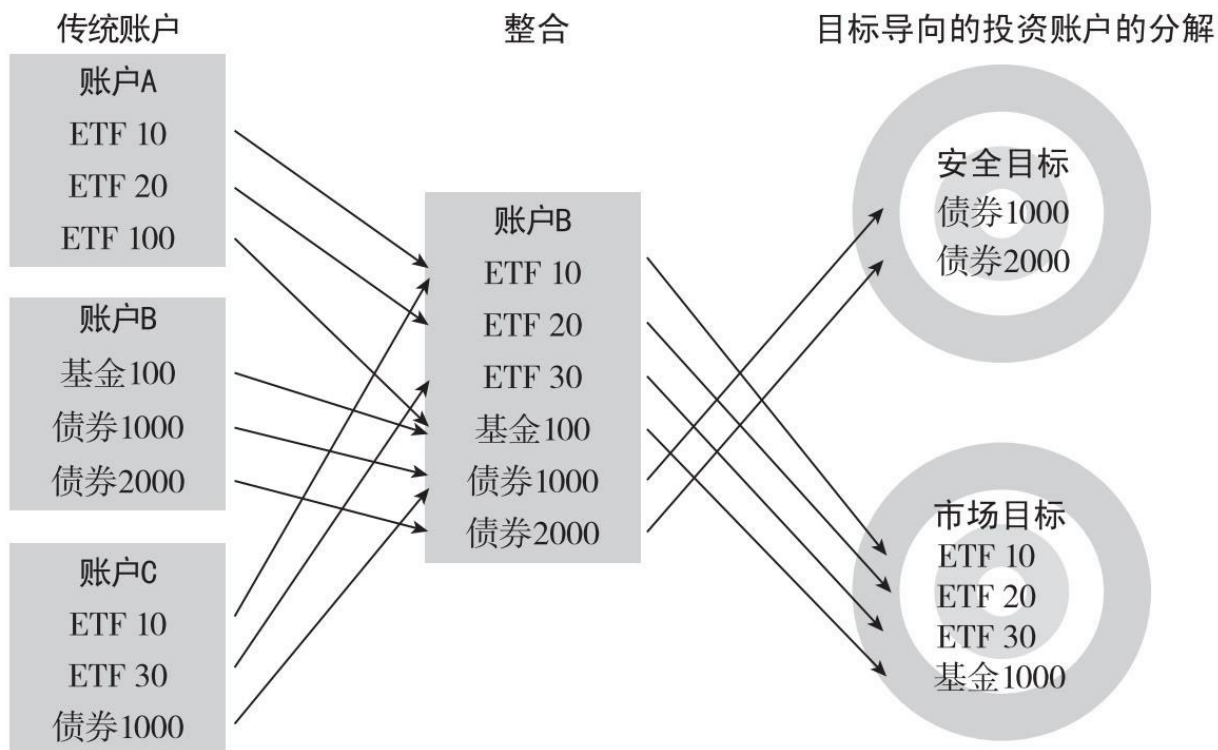 传统账户
账户A
ETF 10
ETF 20
ETF 100
账户B
基金100
债券1000
债券2000
账户C
ETF 10
ETF 30
债券1000
整合
账户B
ETF 10
ETF 20
ETF 30
基金100
债券1000
债券2000
目标导向的投资账户的分解
安全目标
债券1000
债券2000
市场目标
ETF 10
ETF 20
ETF 30
基金1000